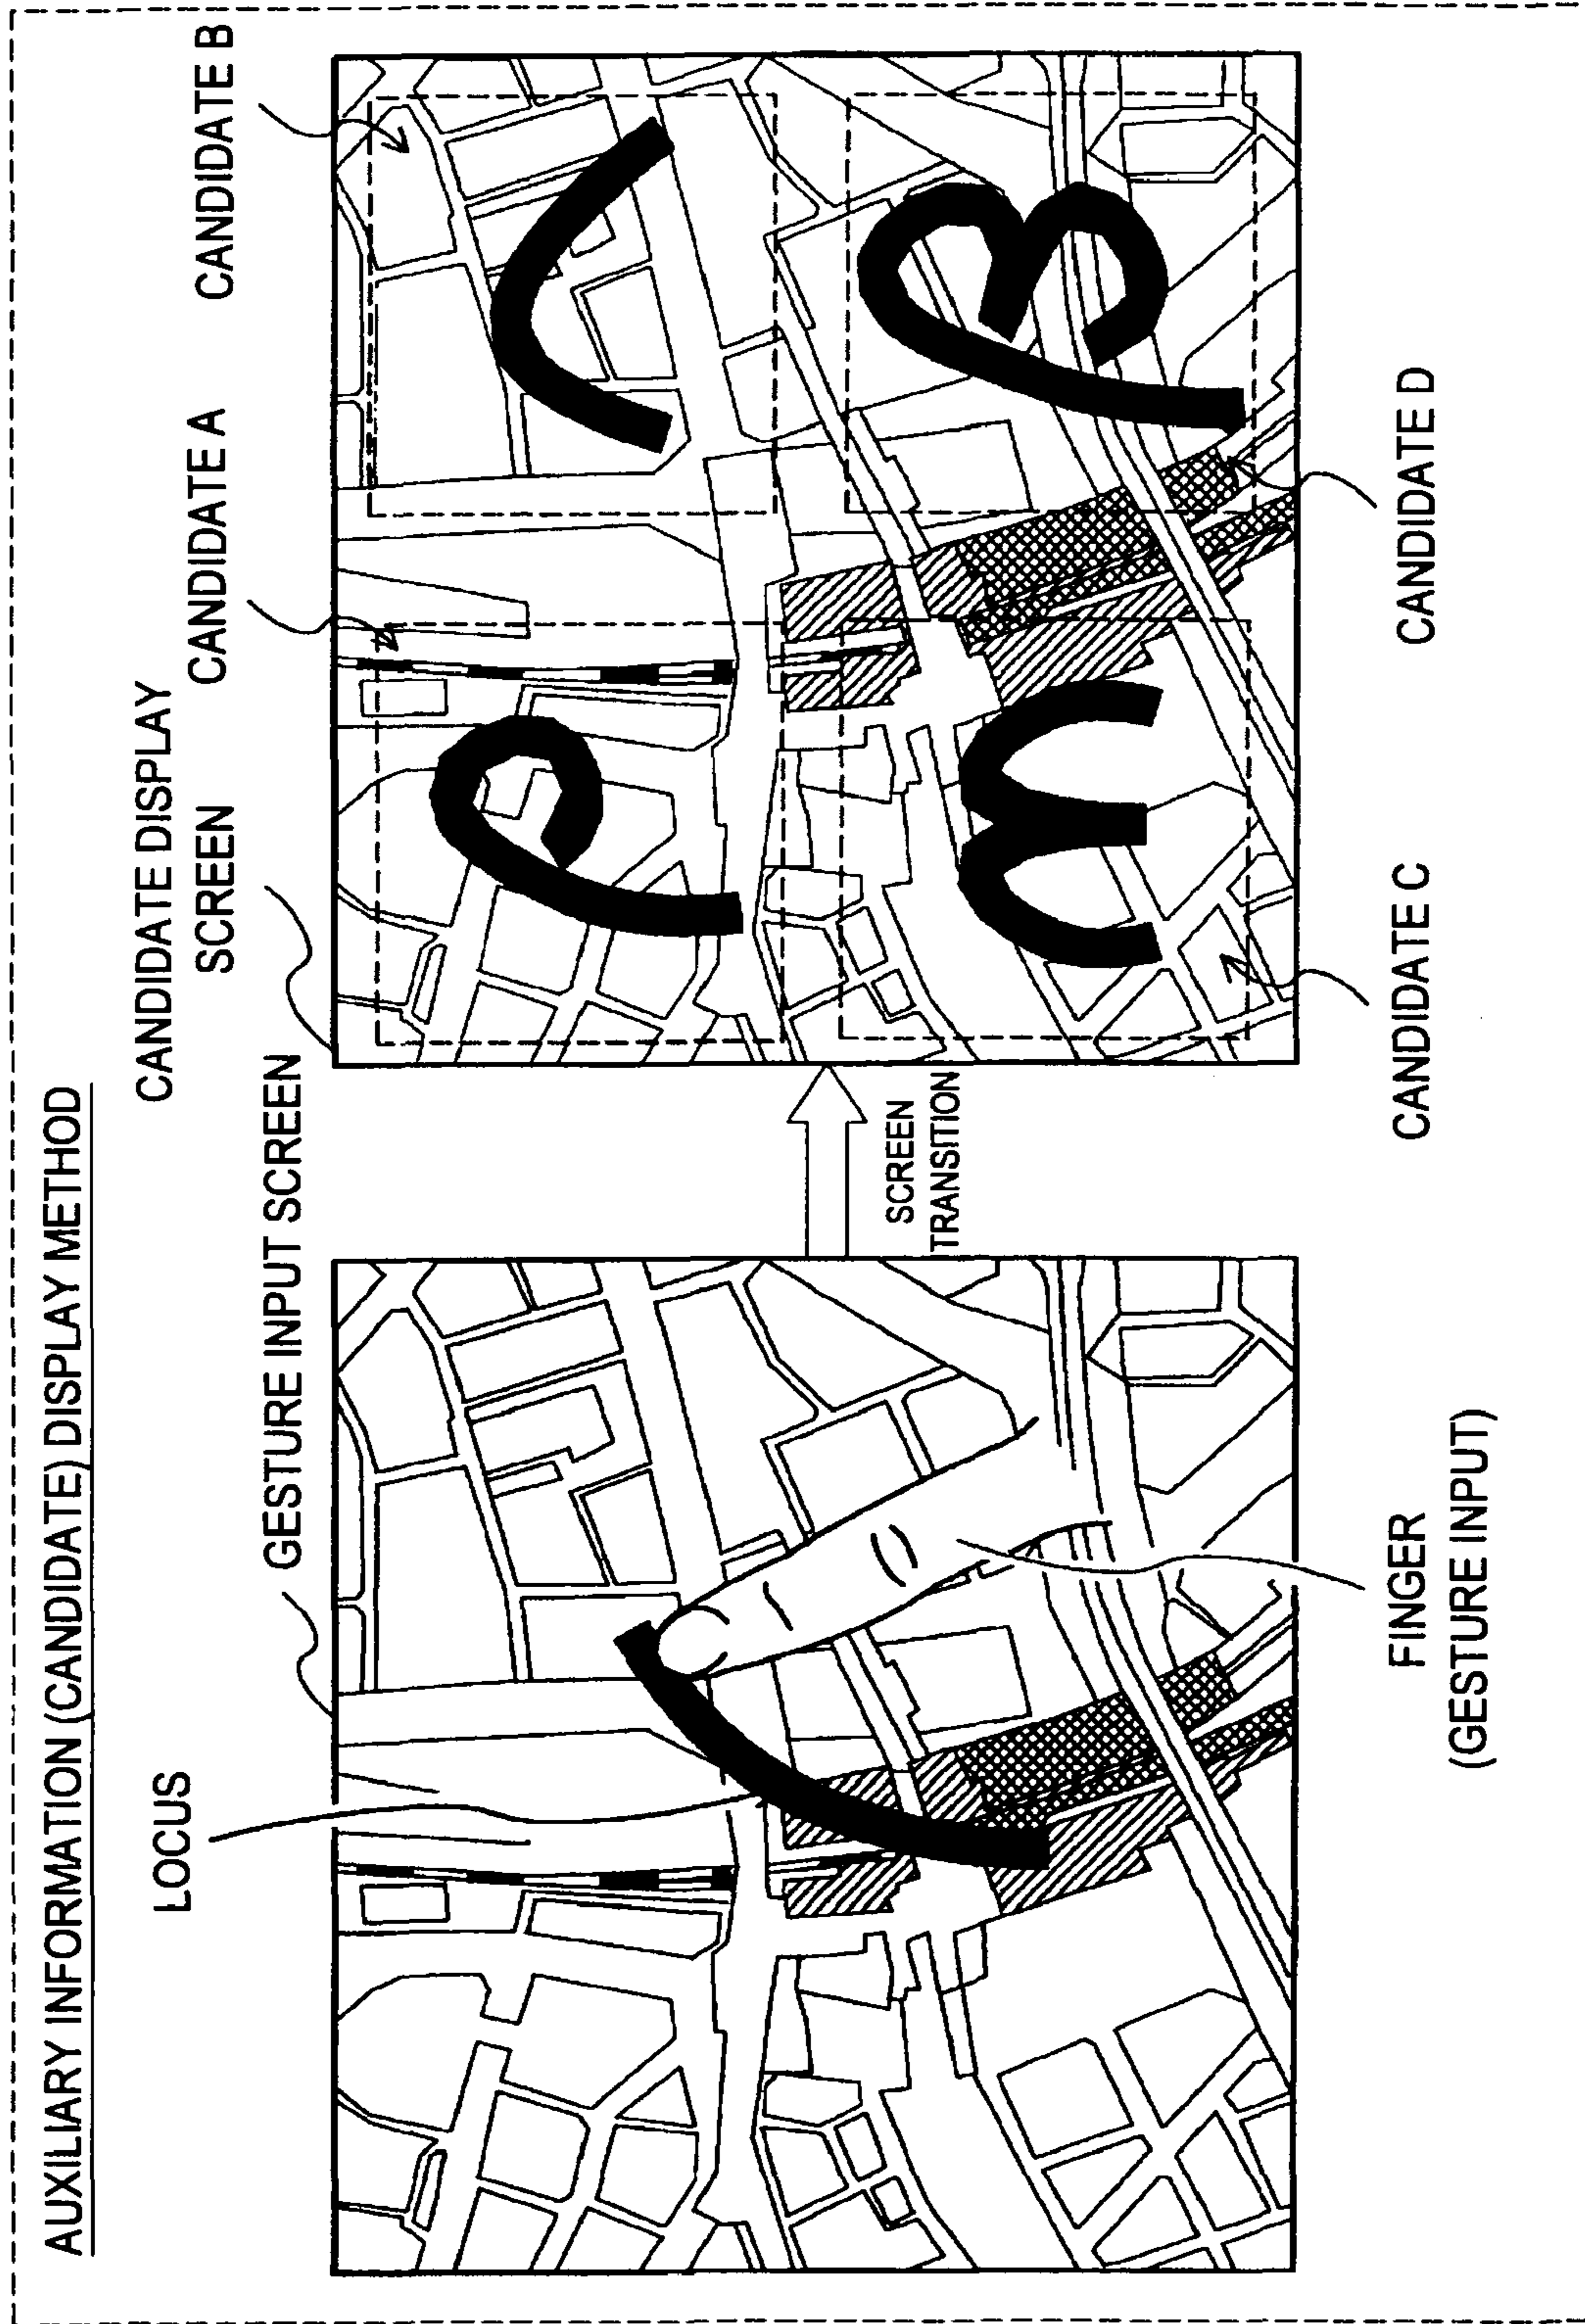 AUXILIARY INFORMATION (CANDIDATE) DISPLAY METHOD
LOCUS
GESTURE INPUT SCREEN
CANDIDATE DISPLAY
SCREEN
CANDIDATE A
CANDIDATE B
SCREEN
TRANSITION
FINGER
(GESTURE INPUT)
CANDIDATE C
CANDIDATE D